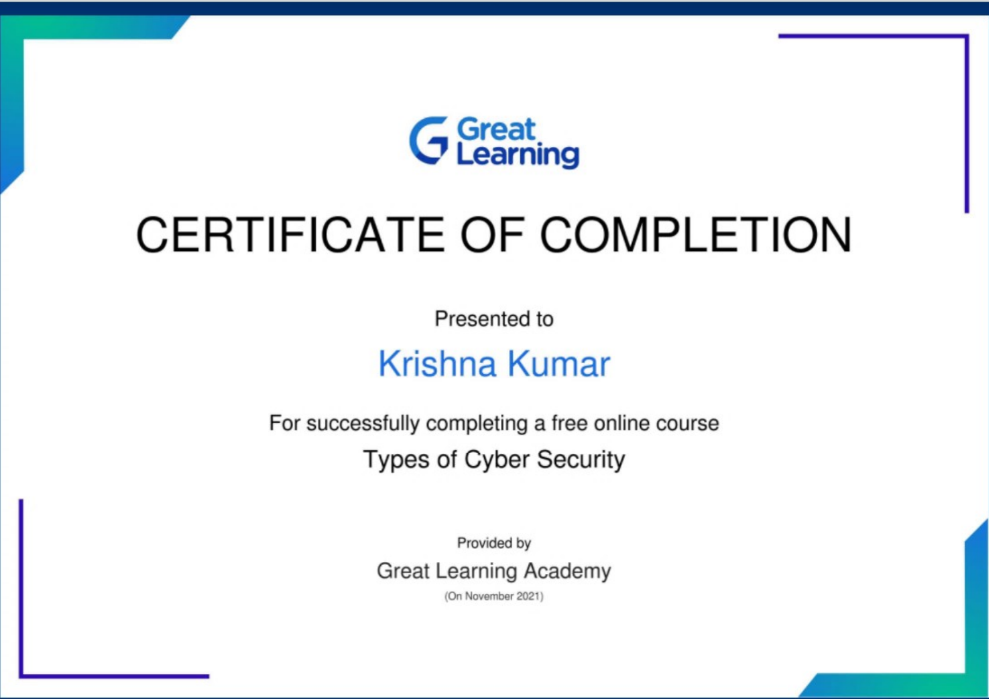 Great
Learning
CERTIFICATE OF COMPLETION
Presented to
Krishna Kumar
For successfully completing a free online course
Types of Cyber Security
Provided by
Great Learning Academy
(On November 2021)